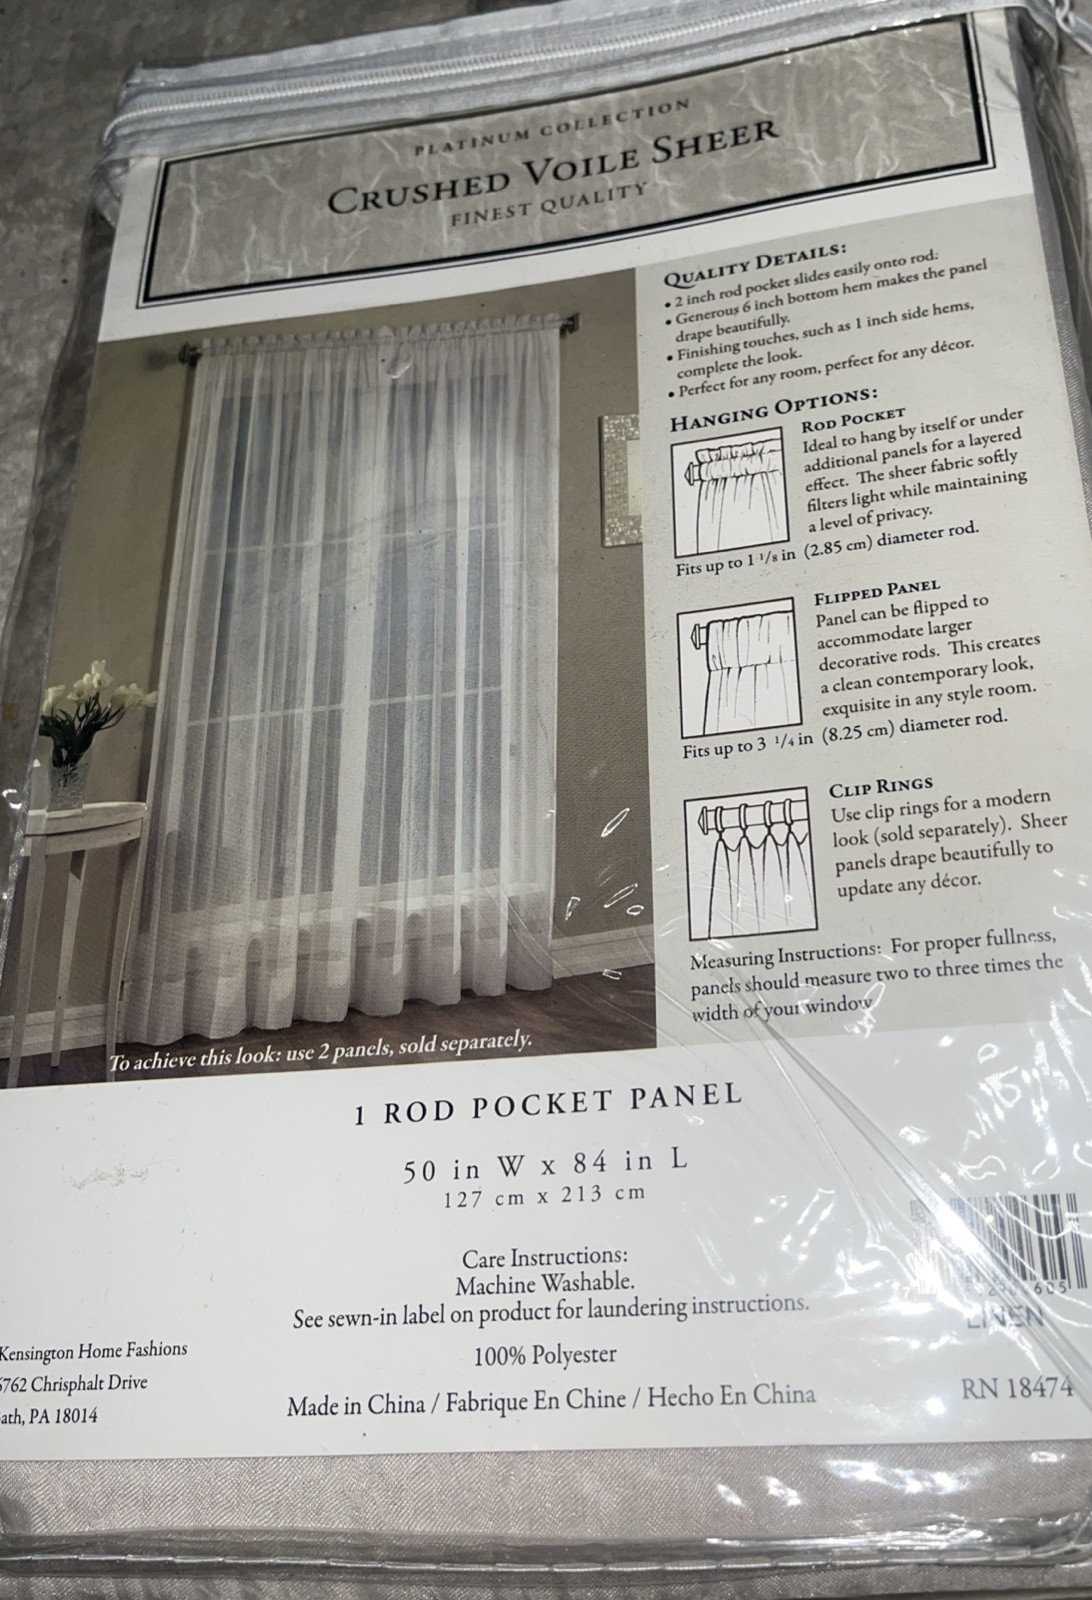 PLATINUM COLLECTION
CRUSHED VOILE SHEER
FINEST QUALITY
QUALITY DETAILS:
• 2 inch rod pocket slides easily onto rod.
• Generous 6 inch bottom hem makes the panel
drape beautifully.
• Finishing touches, such as 1 inch side hems,
complete the look.
• Perfect for any room, perfect for any décor.
HANGING OPTIONS:
ROD POCKET
Ideal to hang by itself or under
additional panels for a layered
effect. The sheer fabric softly
filters light while maintaining
a level of privacy.
Fits up to 1 1/8 in (2.85 cm) diameter rod.
FLIPPED PANEL
Panel can be flipped to
accommodate larger
decorative rods. This creates
a clean contemporary look,
exquisite in any style room.
Fits up to 3 1/4 in (8.25 cm) diameter rod.
CLIP RINGS
Use clip rings for a modern
look (sold separately). Sheer
panels drape beautifully to
update any décor.
Measuring Instructions: For proper fullness,
panels should measure two to three times the
width of your window
To achieve this look: use 2 panels, sold separately.
1 ROD POCKET PANEL
50 in W x 84 in L
127 cm x 213 cm
Care Instructions:
Machine Washable.
See sewn-in label on product for laundering instructions.
100% Polyester
Made in China / Fabrique En Chine / Hecho En China
Kensington Home Fashions
6762 Chrisphalt Drive
ath, PA 18014
LINEN
RN 18474